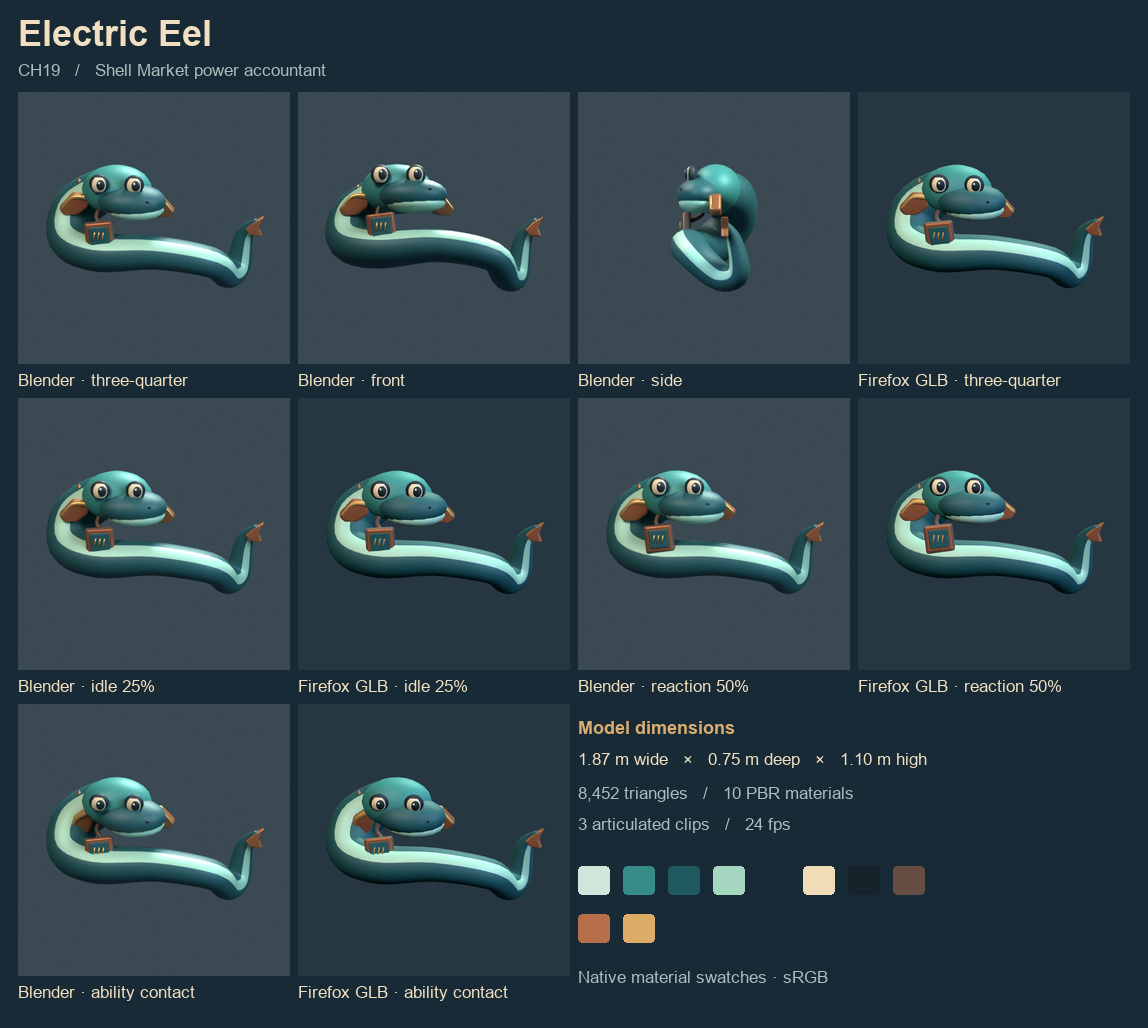 Electric Eel
CH19 / Shell Market power accountant
Blender · three-quarter
Blender · front
Blender · side
Firefox GLB · three-quarter
Blender · idle 25%
Firefox GLB · idle 25%
Blender · reaction 50%
Firefox GLB · reaction 50%
Model dimensions
1.87 m wide × 0.75 m deep × 1.10 m high
8,452 triangles / 10 PBR materials
3 articulated clips / 24 fps
Native material swatches · sRGB
Blender · ability contact
Firefox GLB · ability contact